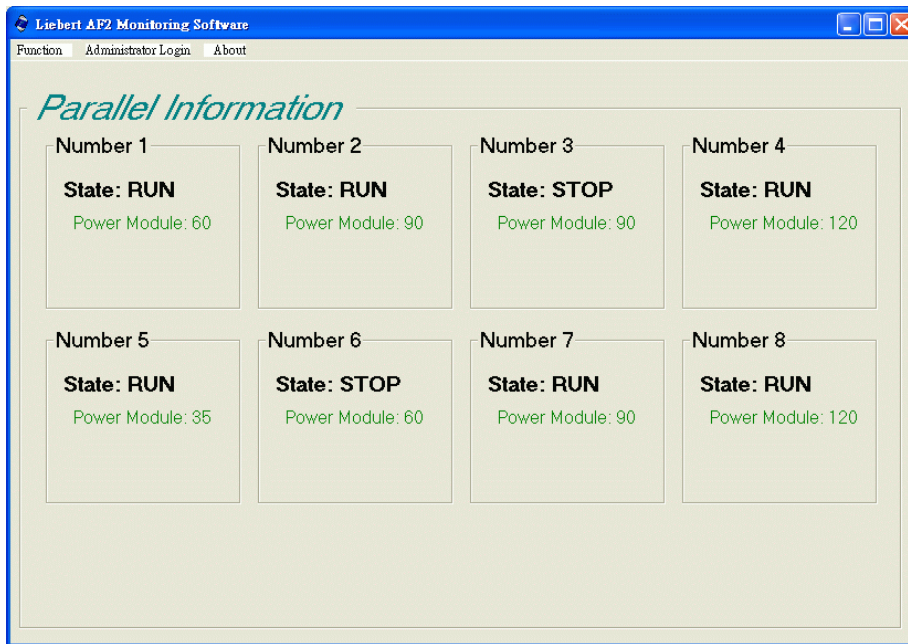 Liebert AF2 Monitoring Software
Function Administrator Login About
Parallel Information
Number 1
State: RUN
Power Module: 60
Number 2
State: RUN
Power Module: 90
Number 3
State: STOP
Power Module: 90
Number 4
State: RUN
Power Module: 120
Number 5
State: RUN
Power Module: 35
Number 6
State: STOP
Power Module: 60
Number 7
State: RUN
Power Module: 90
Number 8
State: RUN
Power Module: 120